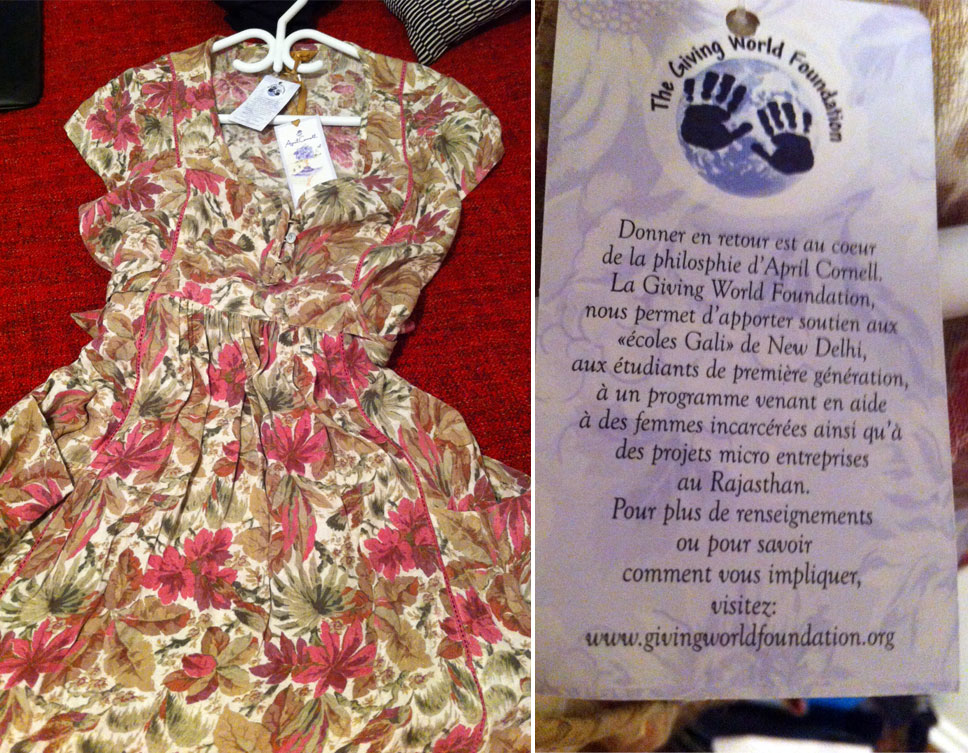 April Cornell
The Giving World Foundation
Donner en retour est au coeur
de la philosphie d'April Cornell.
La Giving World Foundation,
nous permet d'apporter soutien aux
«écoles Gali» de New Delhi,
aux étudiants de première génération,
à un programme venant en aide
à des femmes incarcérées ainsi qu'à
des projets micro entreprises
au Rajasthan.
Pour plus de renseignements
ou pour savoir
comment vous impliquer,
visitez:
www.givingworldfoundation.org